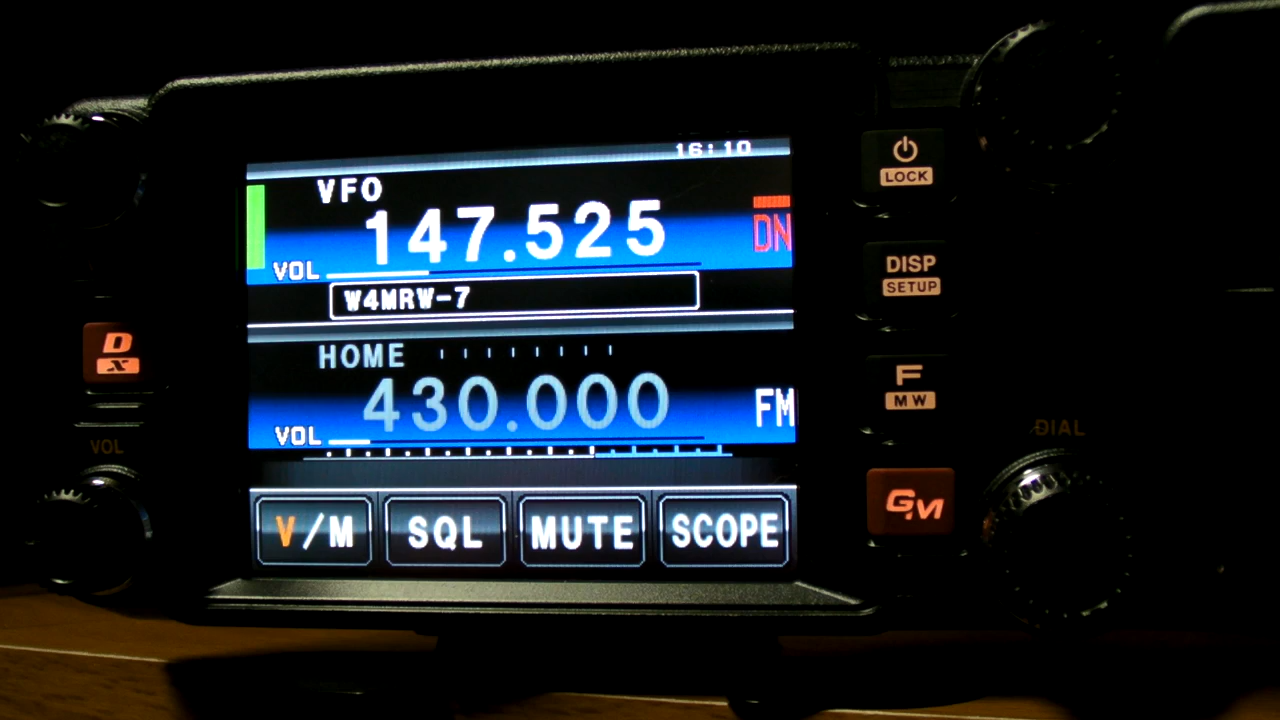 16:10
VFO
147.525
DN
VOL
W4MRW-7
HOME
430.000
FM
VOL
V/M SQL MUTE SCOPE
D
X
VOL
LOCK
DISP
SETUP
F
MW
GM
DIAL